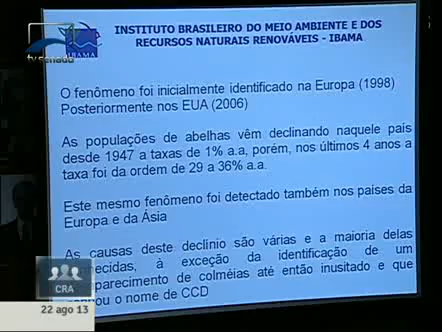 INSTITUTO BRASILEIRO DO MEIO AMBIENTE E DOS
RECURSOS NATURAIS RENOVÁVEIS - IBAMA
tv senado
IBAMA
O fenômeno foi inicialmente identificado na Europa (1998)
Posteriormente nos EUA (2006)
As populações de abelhas vêm declinando naquele país
desde 1947 a taxas de 1% a.a, porém, nos últimos 4 anos a
taxa foi da ordem de 29 a 36% a.a.
Este mesmo fenômeno foi detectado também nos países da
Europa e da Ásia
As causas deste declinio são várias e a maioria delas
à exceção da identificação de um
de colméias até então inusitado e que
o nome de CCD
CRA
22 ago 13